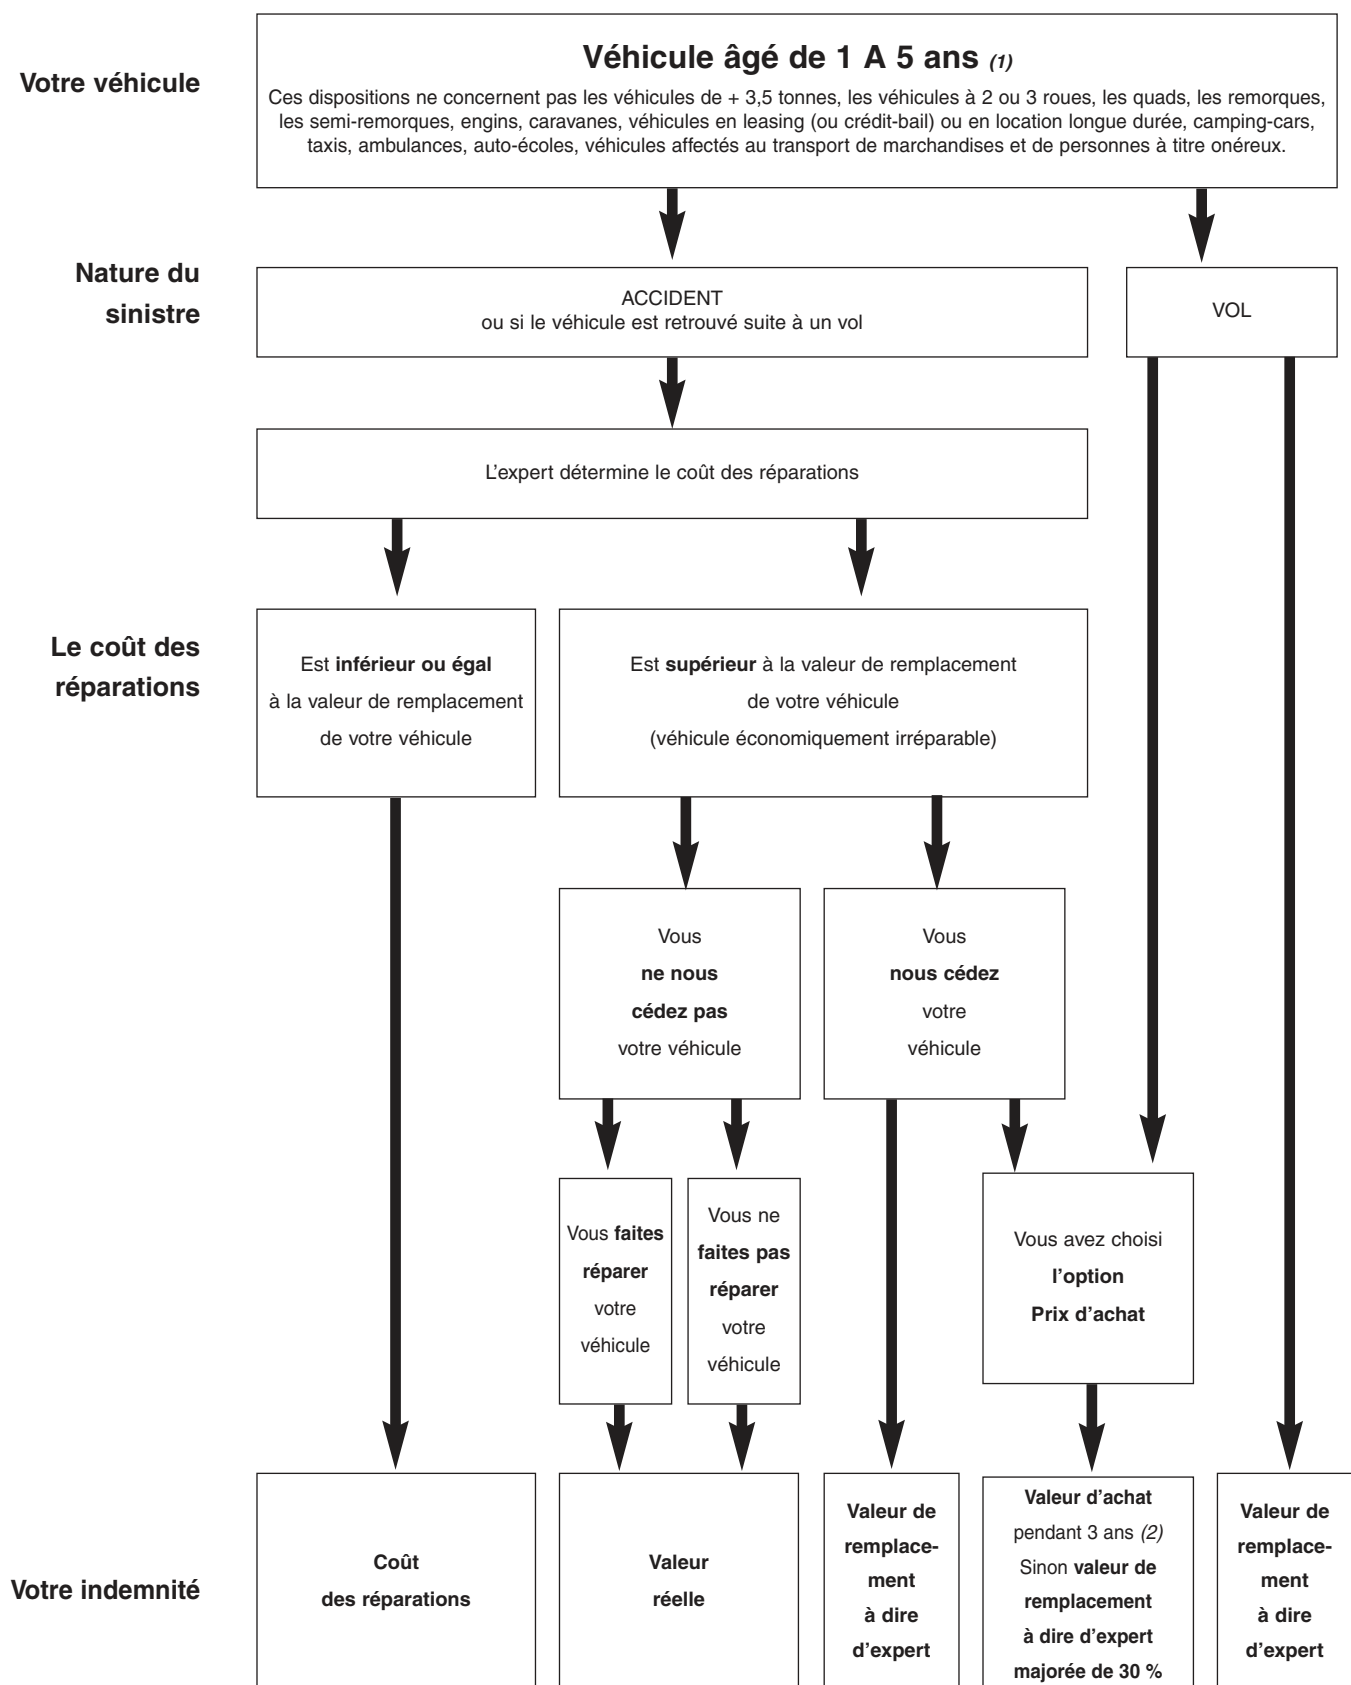 Votre véhicule
Véhicule âgé de 1 A 5 ans (1)
Ces dispositions ne concernent pas les véhicules de + 3,5 tonnes, les véhicules à 2 ou 3 roues, les quads, les remorques,
les semi-remorques, engins, caravanes, véhicules en leasing (ou crédit-bail) ou en location longue durée, camping-cars,
taxis, ambulances, auto-écoles, véhicules affectés au transport de marchandises et de personnes à titre onéreux.
Nature du
sinistre
ACCIDENT
ou si le véhicule est retrouvé suite à un vol
VOL
L'expert détermine le coût des réparations
Le coût des
réparations
Est inférieur ou égal
à la valeur de remplacement
de votre véhicule
Est supérieur à la valeur de remplacement
de votre véhicule
(véhicule économiquement irréparable)
Vous
ne nous
cédez pas
votre véhicule
Vous
nous cédez
votre
véhicule
Vous faites
réparer
votre
véhicule
Vous ne
faites pas
réparer
votre
véhicule
Vous avez choisi
l'option
Prix d'achat
Votre indemnité
Coût
des réparations
Valeur
réelle
Valeur de
remplace-
ment
à dire
d'expert
Valeur d'achat
pendant 3 ans (2)
Sinon valeur de
remplacement
à dire d'expert
majorée de 30 %
Valeur de
remplace-
ment
à dire
d'expert